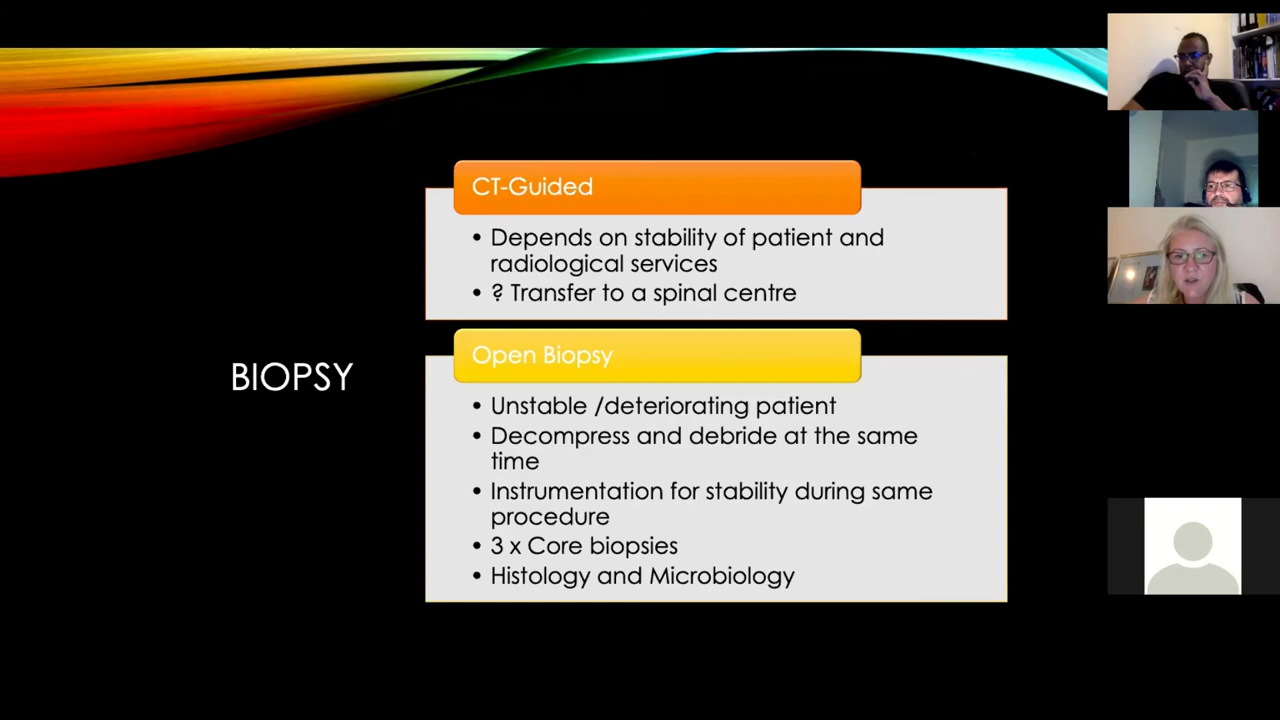 BIOPSY
CT-Guided
• Depends on stability of patient and
radiological services
• ? Transfer to a spinal centre
Open Biopsy
• Unstable /deteriorating patient
• Decompress and debride at the same
time
• Instrumentation for stability during same
procedure
• 3 x Core biopsies
• Histology and Microbiology